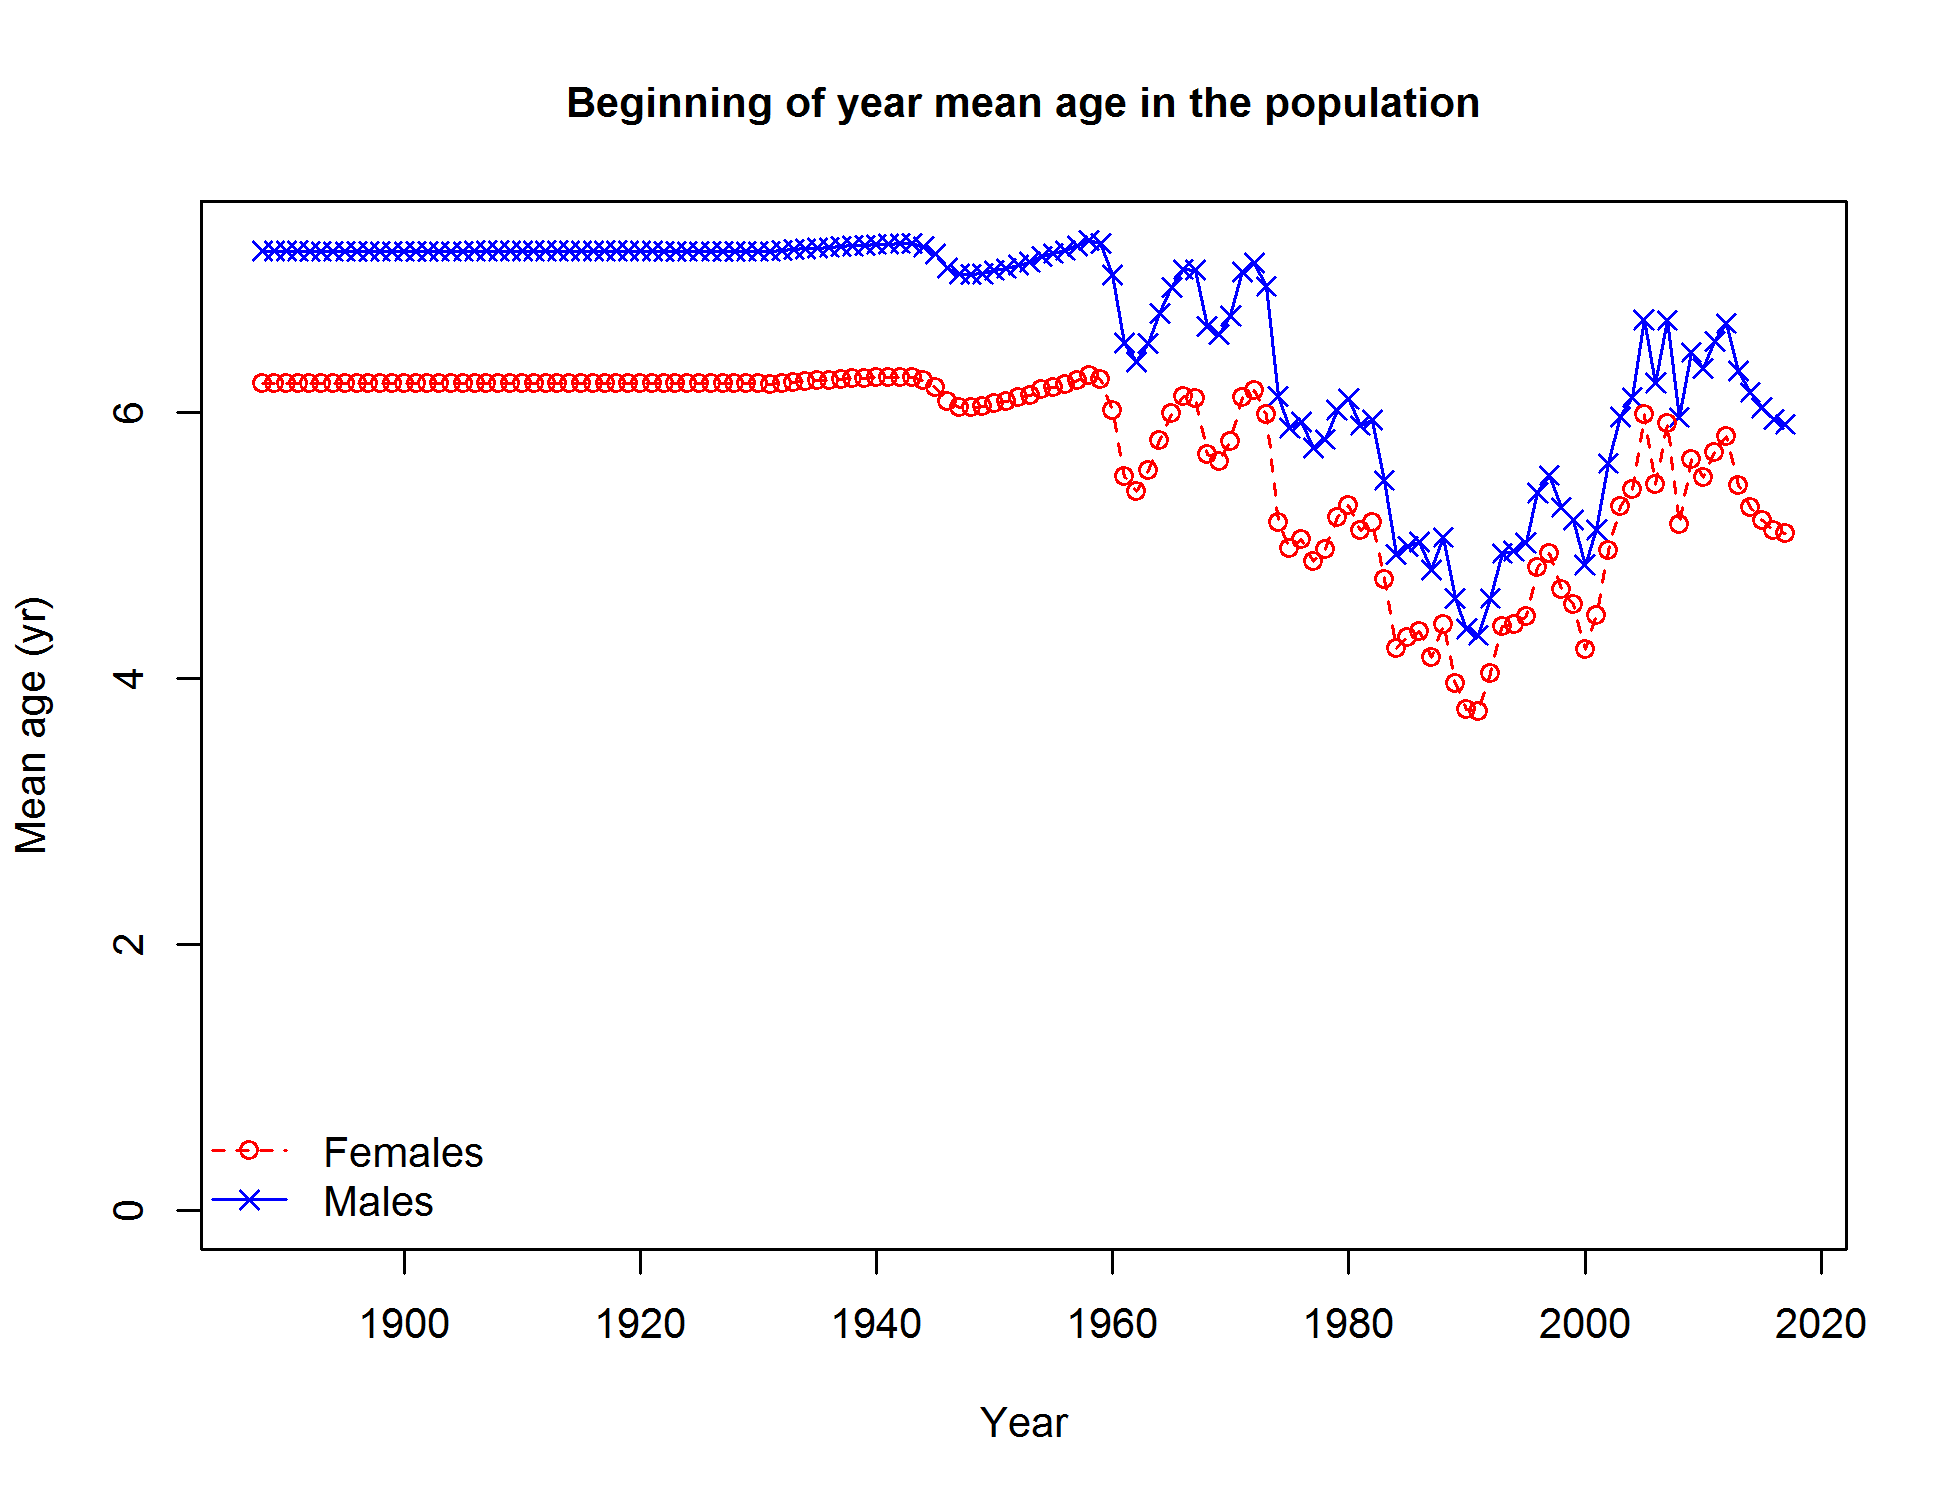 Beginning of year mean age in the population
Mean age (yr)
6
4
2
0
Females
Males
1900 1920 1940 1960 1980 2000 2020
Year